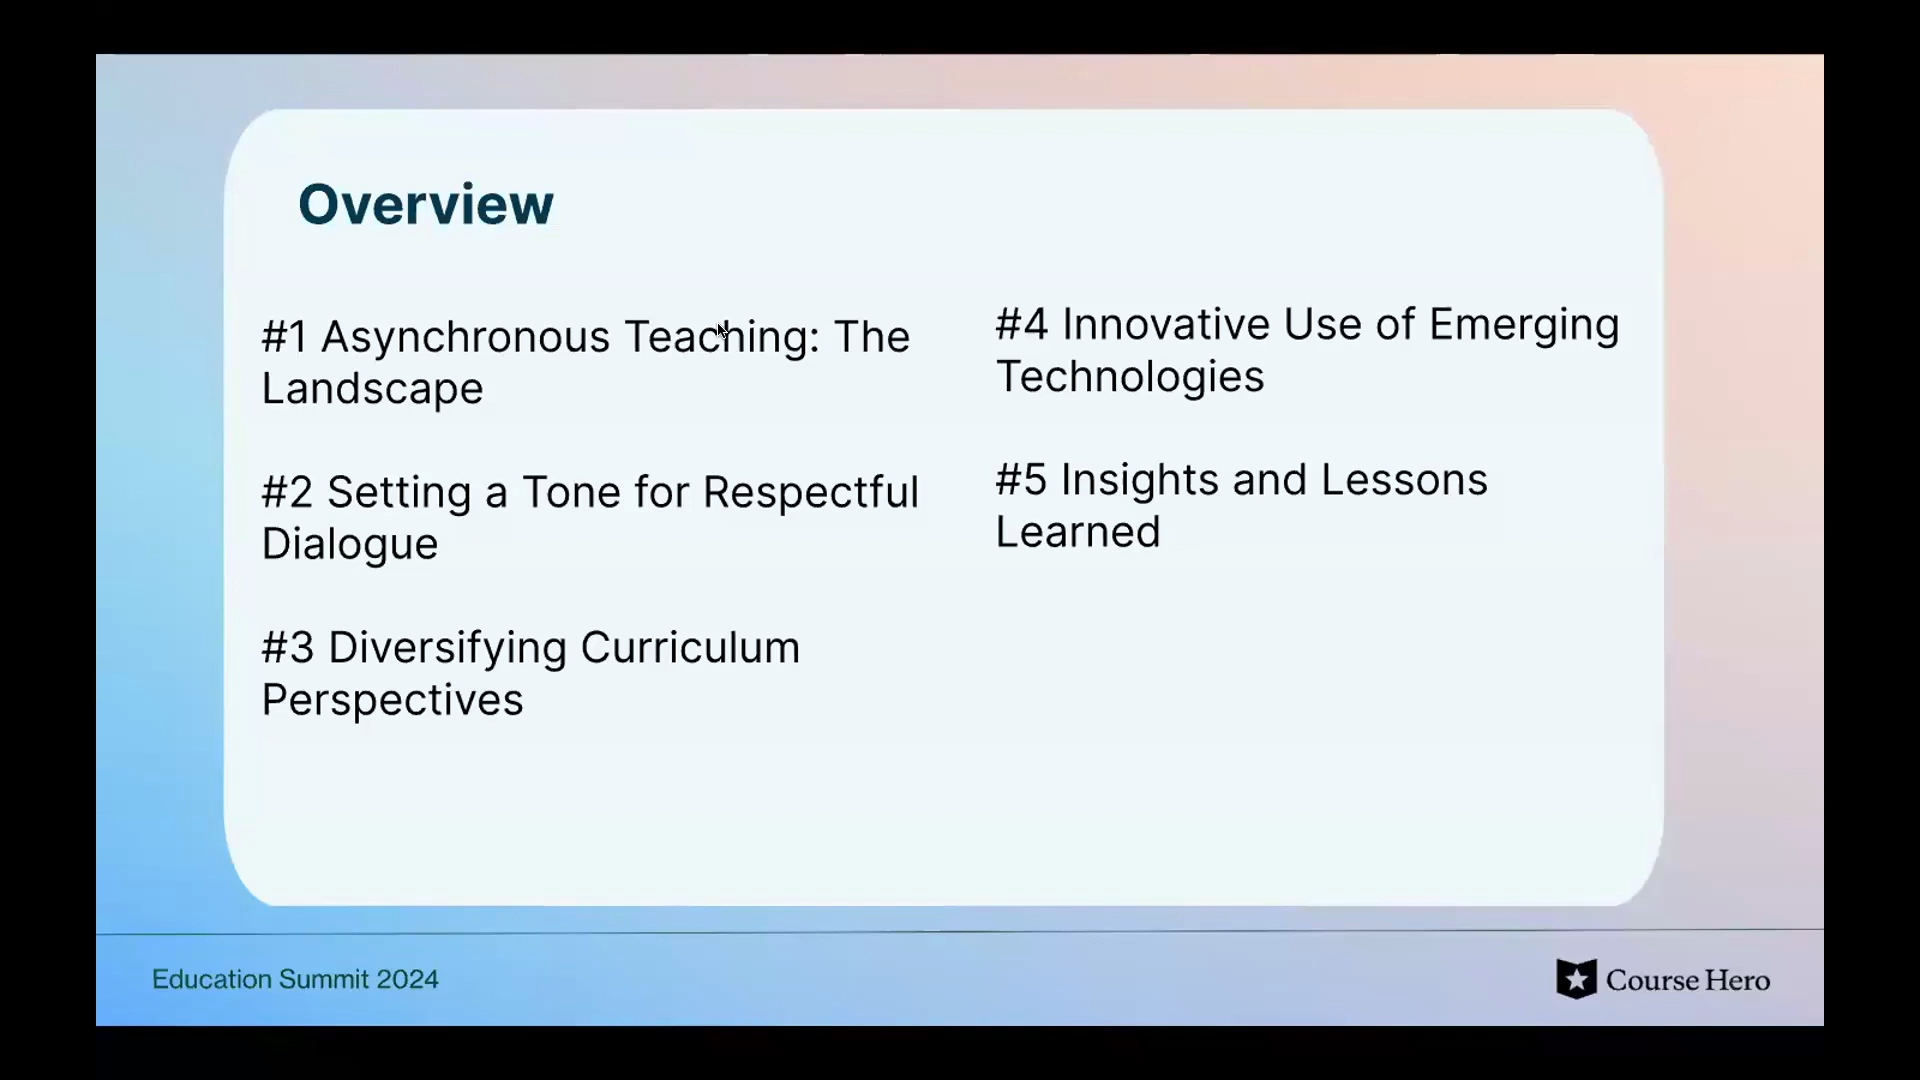 Overview
#1 Asynchronous Teaching: The
Landscape
#2 Setting a Tone for Respectful
Dialogue
#3 Diversifying Curriculum
Perspectives
#4 Innovative Use of Emerging
Technologies
#5 Insights and Lessons
Learned
Education Summit 2024
Course Hero